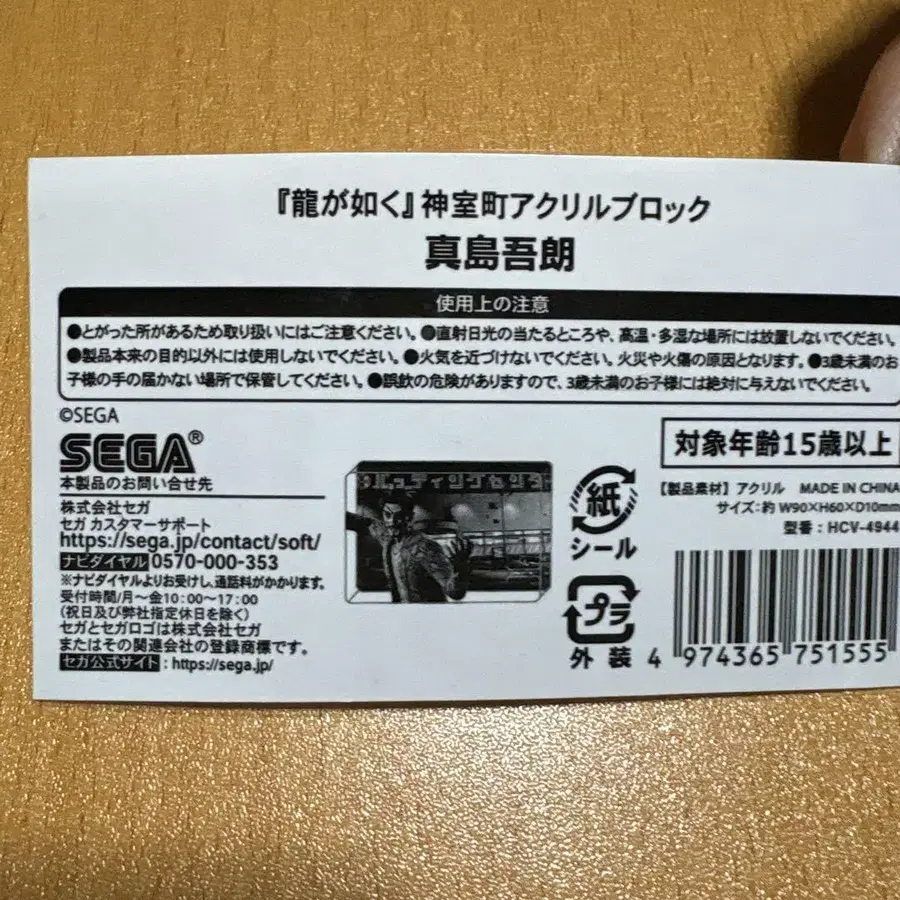 『龍が如く』神室町アクリルブロック
真島吾朗
使用上の注意
●とがった所があるため取り扱いにはご注意ください。●直射日光の当たるところや、高温・多湿な場所には放置しないでください。
●製品本来の目的以外には使用しないでください。●火気を近づけないでください。火災や火傷の原因となります。●3歳未満のお
子様の手の届かない場所で保管してください。●誤飲の危険がありますので、3歳未満のお子様には絶対に与えないでください。
©SEGA
SEGA®
本製品のお問い合せ先
株式会社セガ
セガ カスタマーサポート
https://sega.jp/contact/soft/
ナビダイヤル 0570-000-353
※ナビダイヤルよりお受けし、通話料がかかります。
受付時間/月〜金10:00〜17:00
(祝日及び弊社指定休日を除く)
セガとセガロゴは株式会社セガ
またはその関連会社の登録商標です。
セガ公式サイト:https://sega.jp/
バッティングセンタ
紙
シール
プラ
外装
対象年齢15歳以上
【製品素材】アクリル MADE IN CHINA
サイズ:約 W90×H60×D10mm
型番:HCV-4944
4 974365 751555